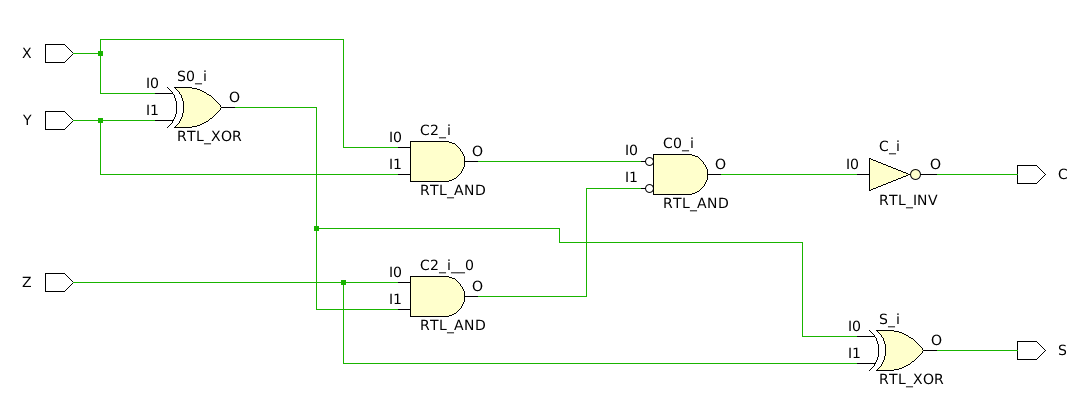 X
S0_i
I0
O
I1
Y
RTL_XOR
C2_i
I0
O
I1
RTL_AND
C0_i
I0
O
I1
RTL_AND
C_i
I0
O
C
RTL_INV
C2_i__0
Z
I0
O
I1
RTL_AND
S_i
I0
O
S
I1
RTL_XOR